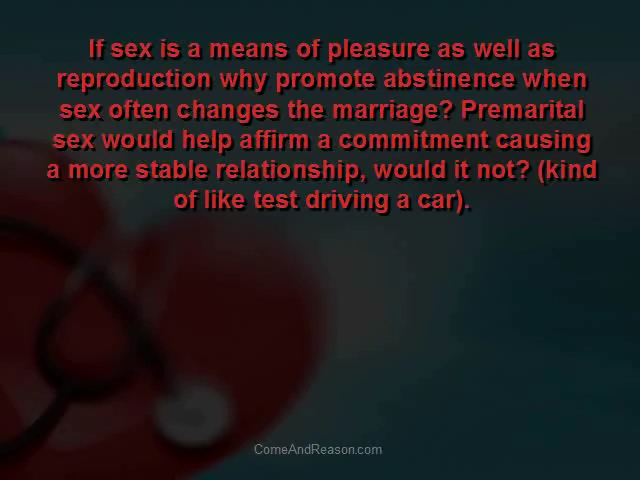 If sex is a means of pleasure as well as
reproduction why promote abstinence when
sex often changes the marriage? Premarital
sex would help affirm a commitment causing
a more stable relationship, would it not? (kind
of like test driving a car).
ComeAndReason.com